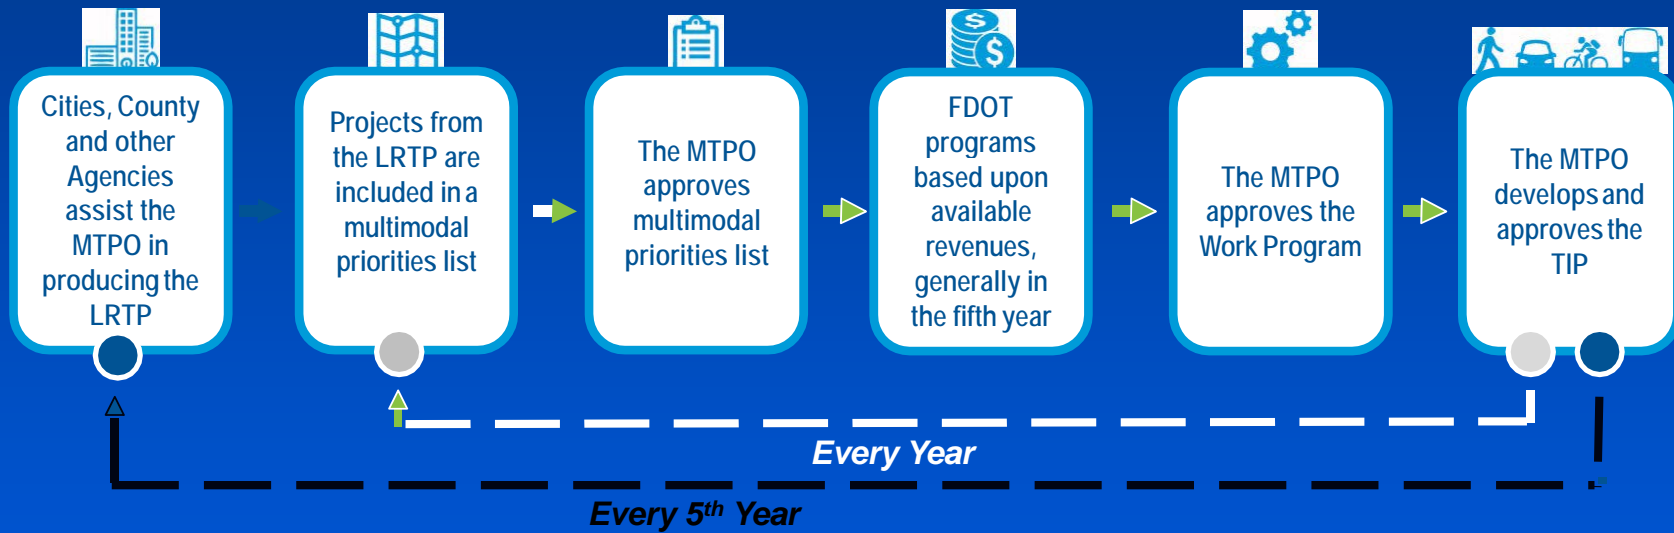 Cities, County
and other
Agencies
assist the
MTPO in
producing the
LRTP
Projects from
the LRTP are
included in a
multimodal
priorities list
The MTPO
approves
multimodal
priorities list
FDOT
programs
based upon
available
revenues,
generally in
the fifth year
The MTPO
approves the
Work Program
The MTPO
develops and
approves the
TIP
Every Year
Every 5th Year